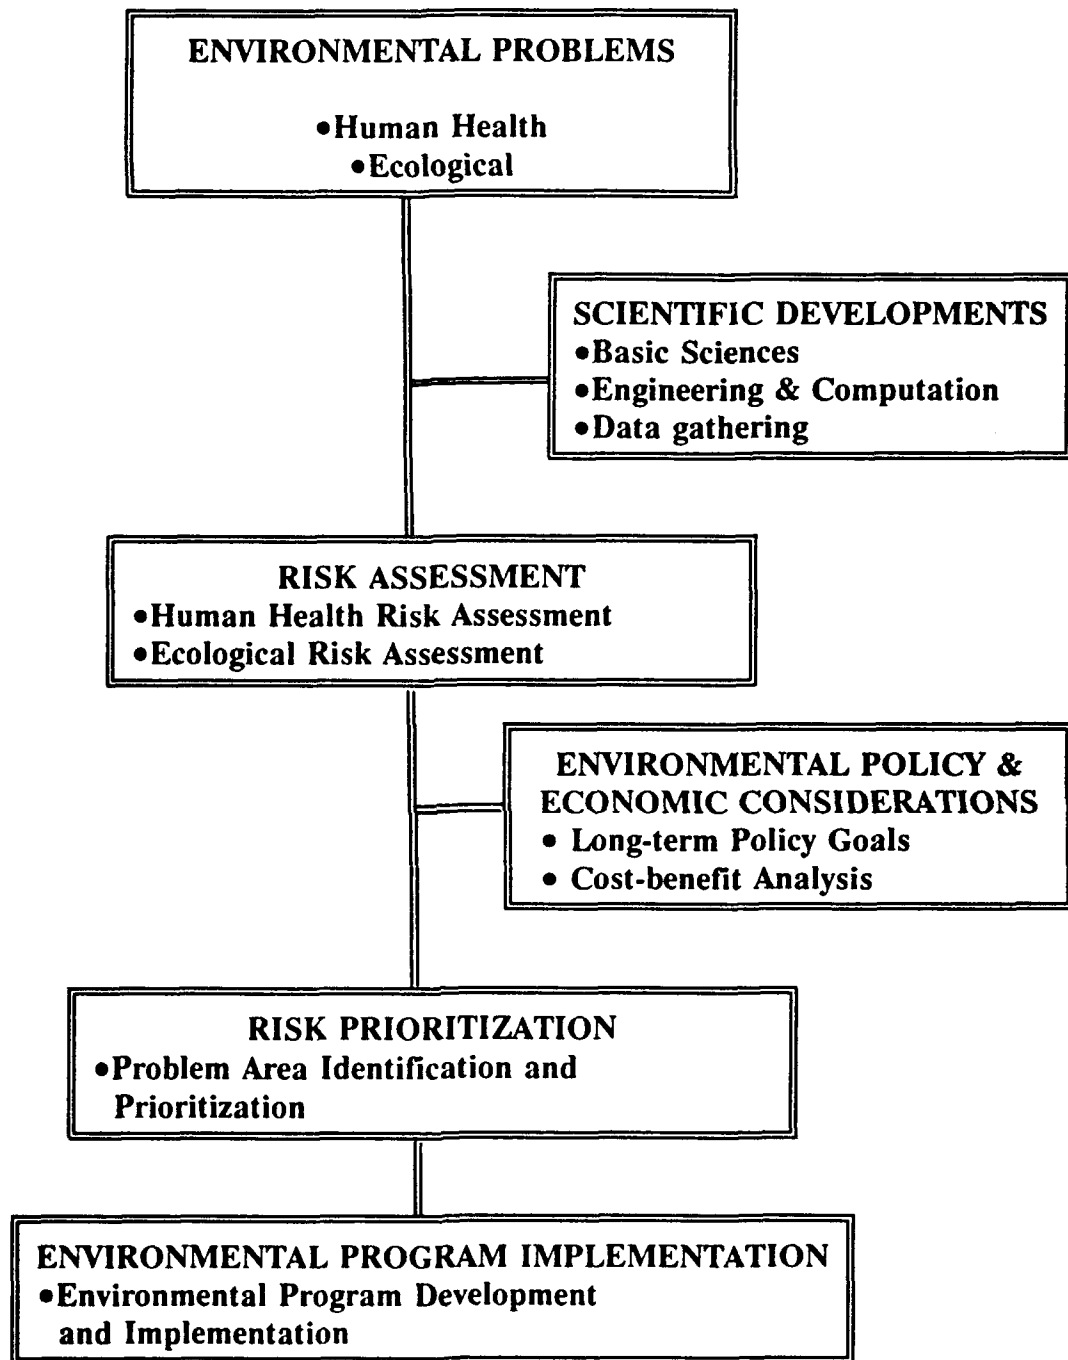 ENVIRONMENTAL PROBLEMS
•Human Health
•Ecological
SCIENTIFIC DEVELOPMENTS
•Basic Sciences
•Engineering & Computation
•Data gathering
RISK ASSESSMENT
•Human Health Risk Assessment
•Ecological Risk Assessment
ENVIRONMENTAL POLICY &
ECONOMIC CONSIDERATIONS
• Long-term Policy Goals
• Cost-benefit Analysis
RISK PRIORITIZATION
•Problem Area Identification and
Prioritization
ENVIRONMENTAL PROGRAM IMPLEMENTATION
•Environmental Program Development
and Implementation